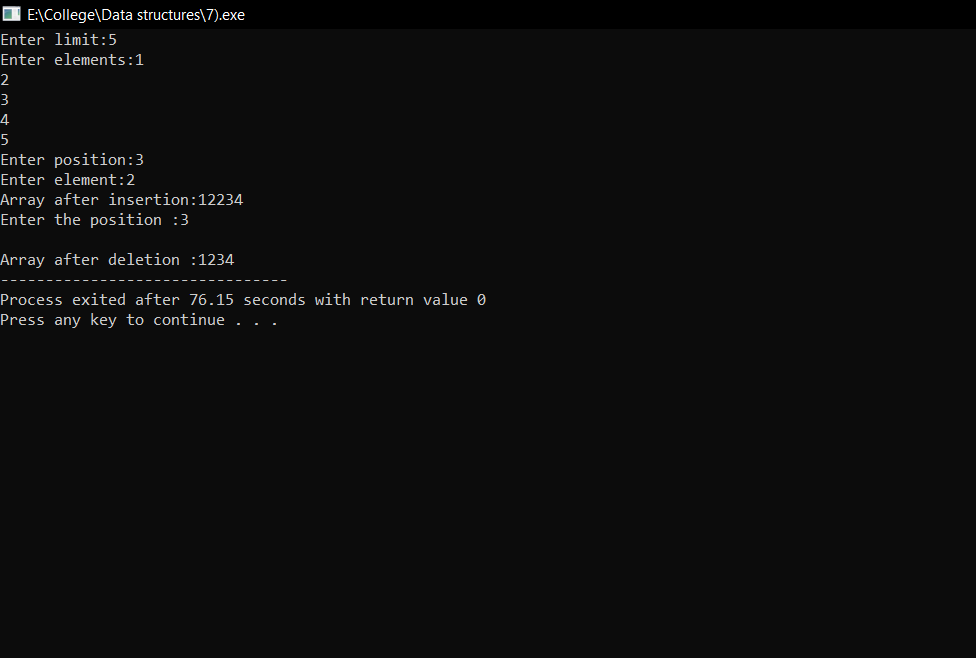 E:\College\Data structures\7).exe
Enter limit:5
Enter elements:1
2
3
4
5
Enter position:3
Enter element:2
Array after insertion:12234
Enter the position :3
Array after deletion :1234
--------------------------------
Process exited after 76.15 seconds with return value 0
Press any key to continue . . .